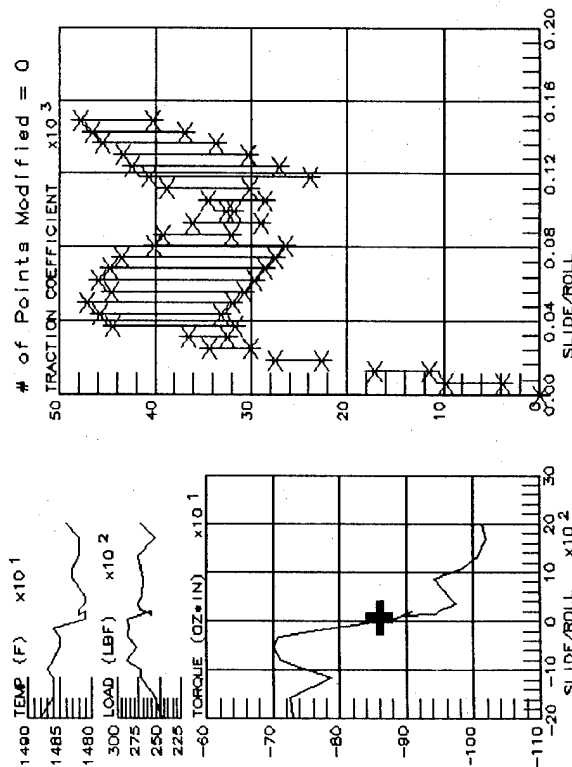 # of Points Modified = 0
1490 TEMP (F) x10^1
1485
1480
300 LOAD (LBF) x10^2
275
250
225
TORQUE (OZ*IN) x10^1
-60
-70
-80
-90
-100
-110
-20 -10 0 10 20 30
SLIDE/ROLL x10^2
TRACTION COEFFICIENT x10^3
50
40
30
20
10
0
0.00 0.04 0.08 0.12 0.16 0.20
SLIDE/ROLL